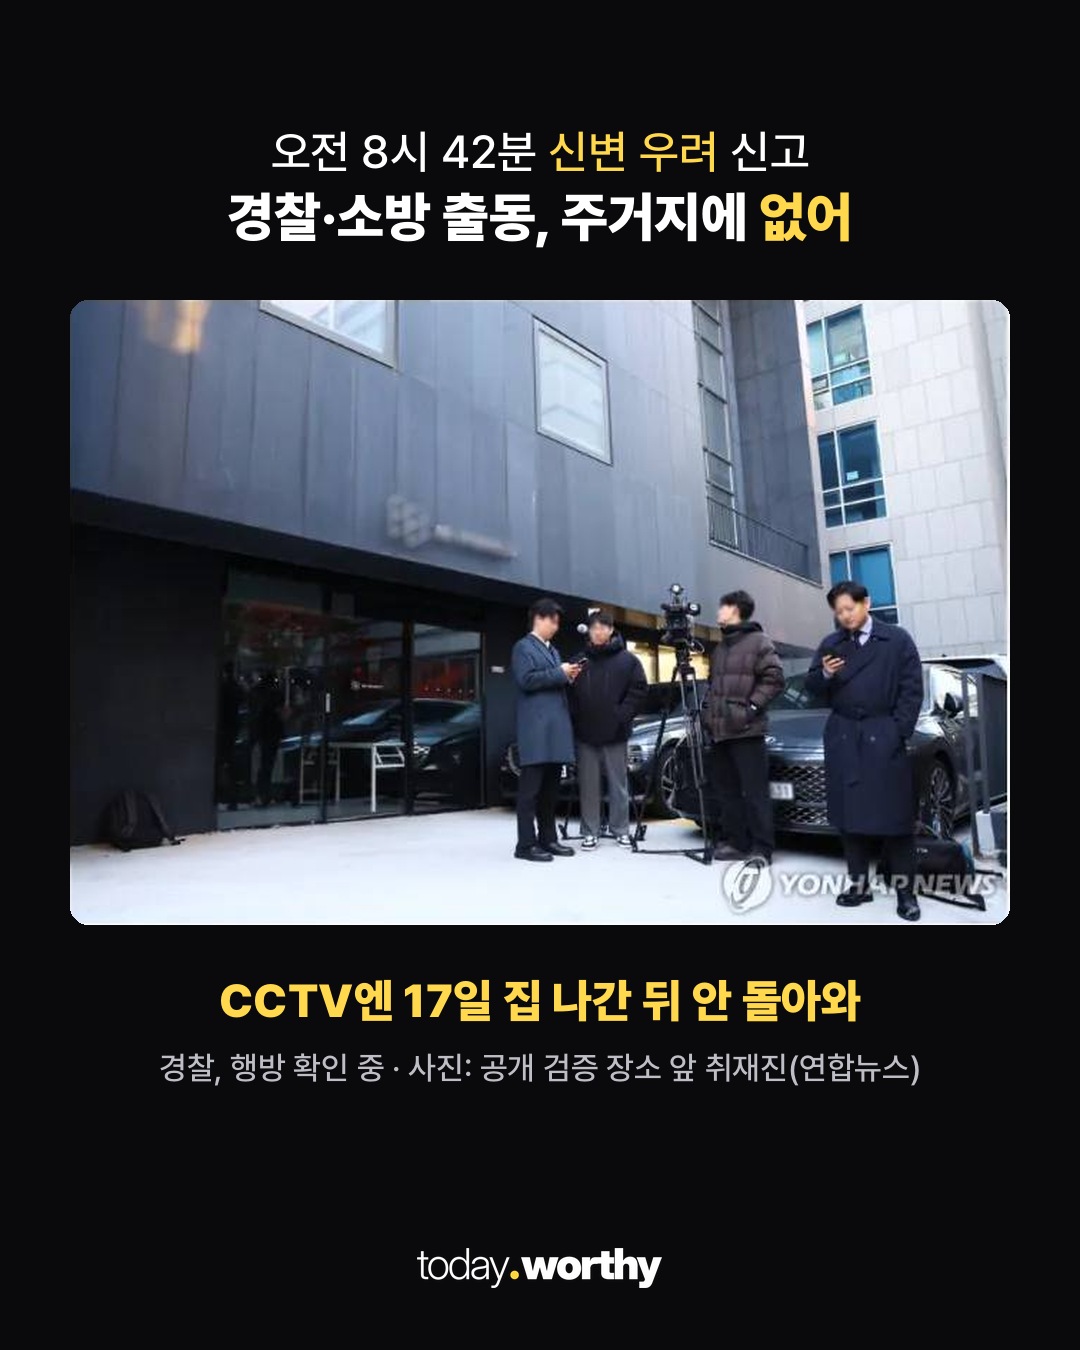 오전 8시 42분 신변 우려 신고
경찰·소방 출동, 주거지에 없어
YONHAP NEWS
CCTV엔 17일 집 나간 뒤 안 돌아와
경찰, 행방 확인 중 · 사진: 공개 검증 장소 앞 취재진(연합뉴스)
today.worthy